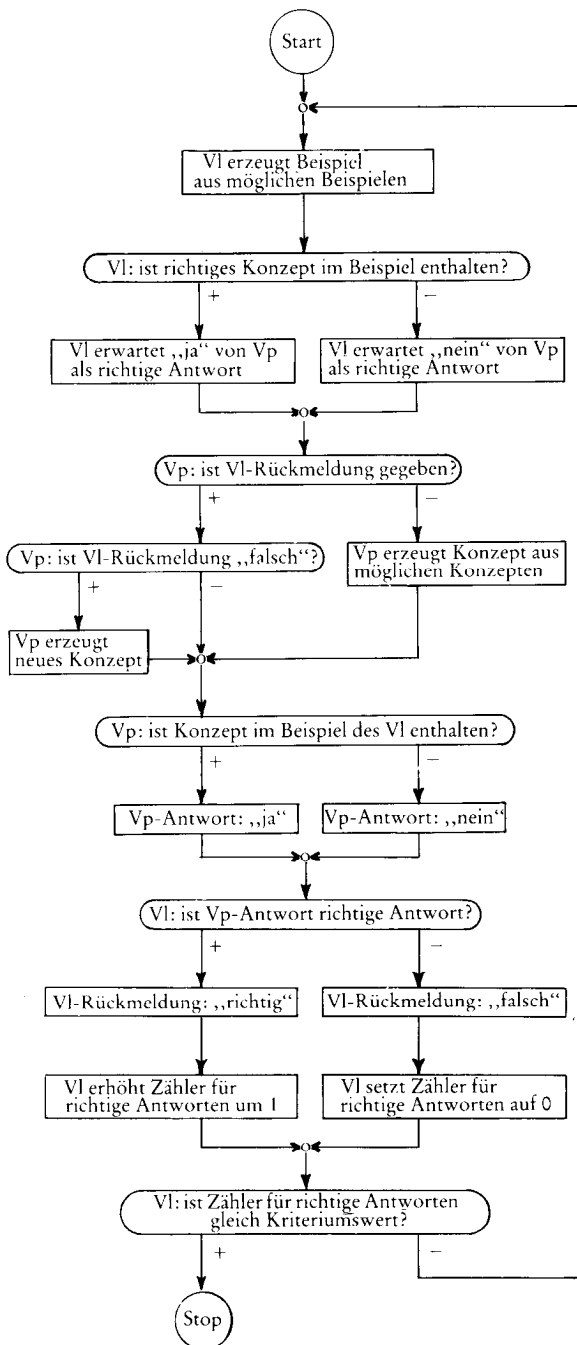 Start
Vl erzeugt Beispiel
aus möglichen Beispielen
Vl: ist richtiges Konzept im Beispiel enthalten?
+
−
Vl erwartet „ja“ von Vp
als richtige Antwort
Vl erwartet „nein“ von Vp
als richtige Antwort
Vp: ist Vl-Rückmeldung gegeben?
+
−
Vp: ist Vl-Rückmeldung „falsch“?
Vp erzeugt Konzept aus
möglichen Konzepten
+
−
Vp erzeugt
neues Konzept
Vp: ist Konzept im Beispiel des Vl enthalten?
+
−
Vp-Antwort: „ja“
Vp-Antwort: „nein“
Vl: ist Vp-Antwort richtige Antwort?
+
−
Vl-Rückmeldung: „richtig“
Vl-Rückmeldung: „falsch“
Vl erhöht Zähler für
richtige Antworten um 1
Vl setzt Zähler für
richtige Antworten auf 0
Vl: ist Zähler für richtige Antworten
gleich Kriteriumswert?
+
−
Stop